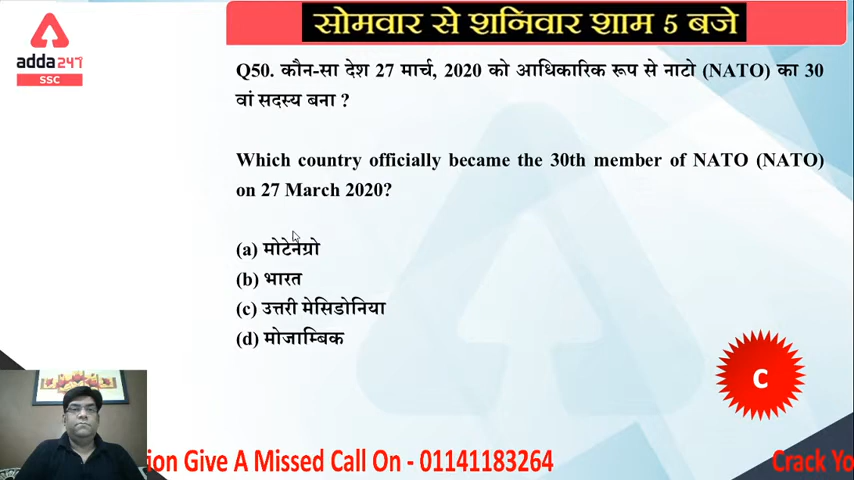 सोमवार से शनिवार शाम 5 बजे
adda247
SSC
Q50. कौन-सा देश 27 मार्च, 2020 को आधिकारिक रूप से नाटो (NATO) का 30
वां सदस्य बना ?
Which country officially became the 30th member of NATO (NATO)
on 27 March 2020?
(a) मोटेनेग्रो
(b) भारत
(c) उत्तरी मेसिडोनिया
(d) मोजाम्बिक
C
ion Give A Missed Call On - 01141183264
Crack Yo